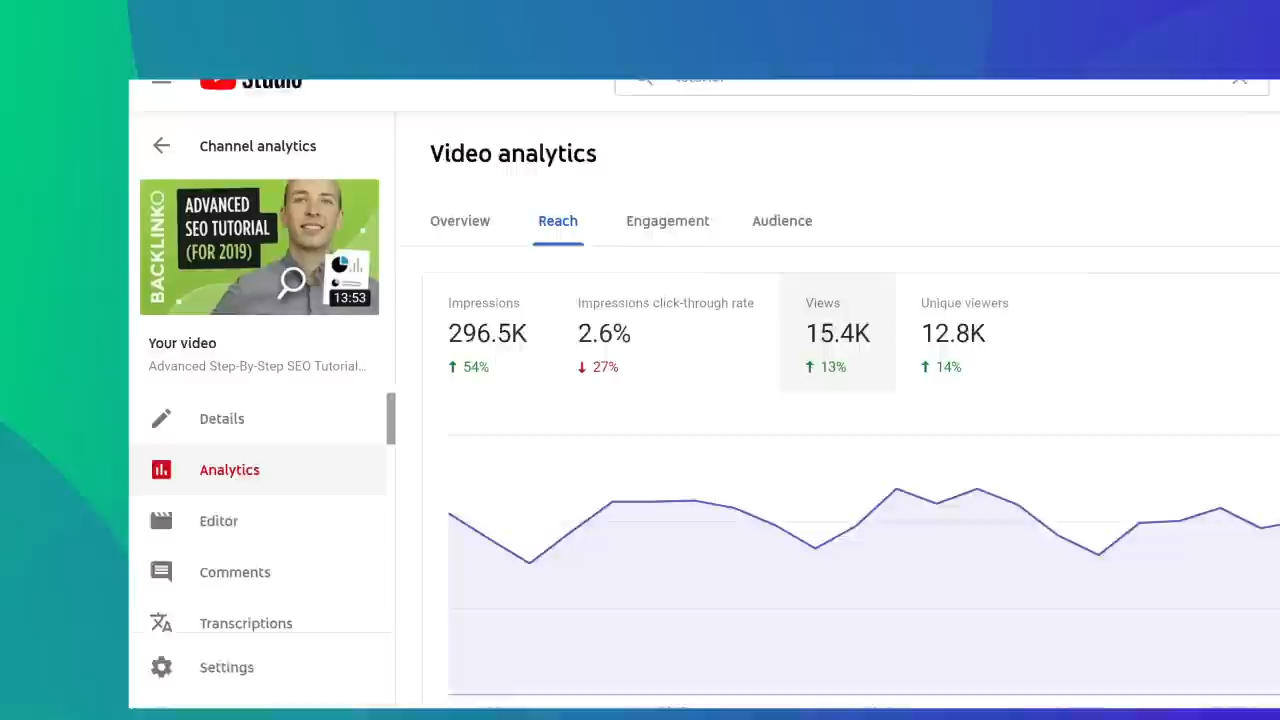 Studio
Channel analytics
BACKLINKO
ADVANCED
SEO TUTORIAL
(FOR 2019)
13:53
Your video
Advanced Step-By-Step SEO Tutorial...
Details
Analytics
Editor
Comments
Transcriptions
Settings
Video analytics
Overview Reach Engagement Audience
Impressions Impressions click-through rate Views Unique viewers
296.5K 2.6% 15.4K 12.8K
54% 27% 13% 14%